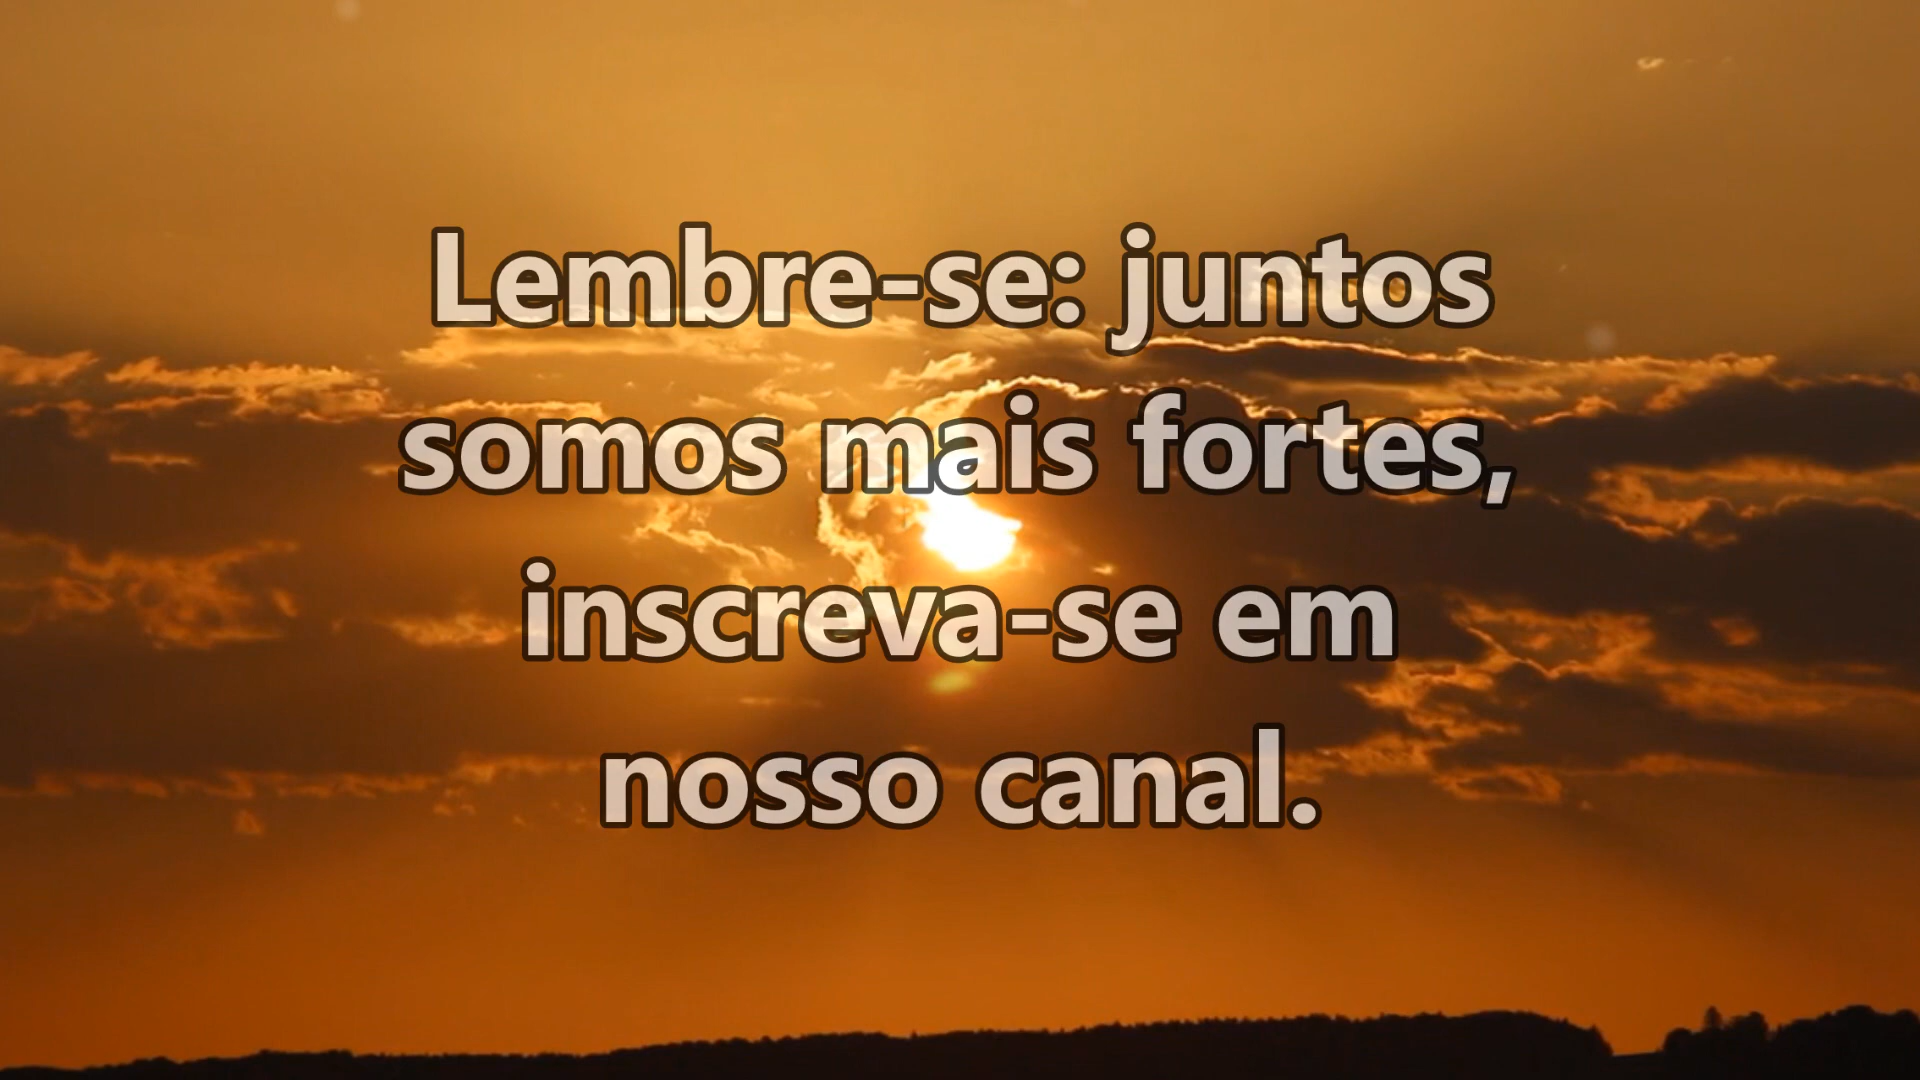 Lembre-se: juntos
somos mais fortes,
inscreva-se em
nosso canal.